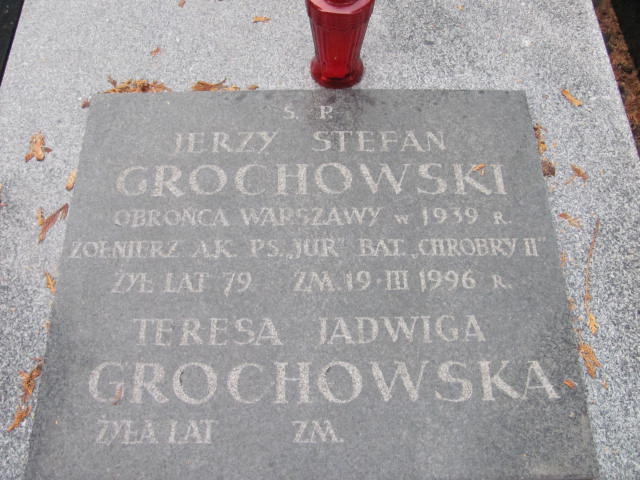 Ś. P.
JERZY STEFAN
GROCHOWSKI
OBROŃCA WARSZAWY w 1939 R.
ŻOŁNIERZ A.K. PS. „JUR" BAT. „CHROBRY II"
ŻYŁ LAT 79 ZM. 19·III 1996 R.
TERESA JADWIGA
GROCHOWSKA
ŻYŁA LAT ZM.